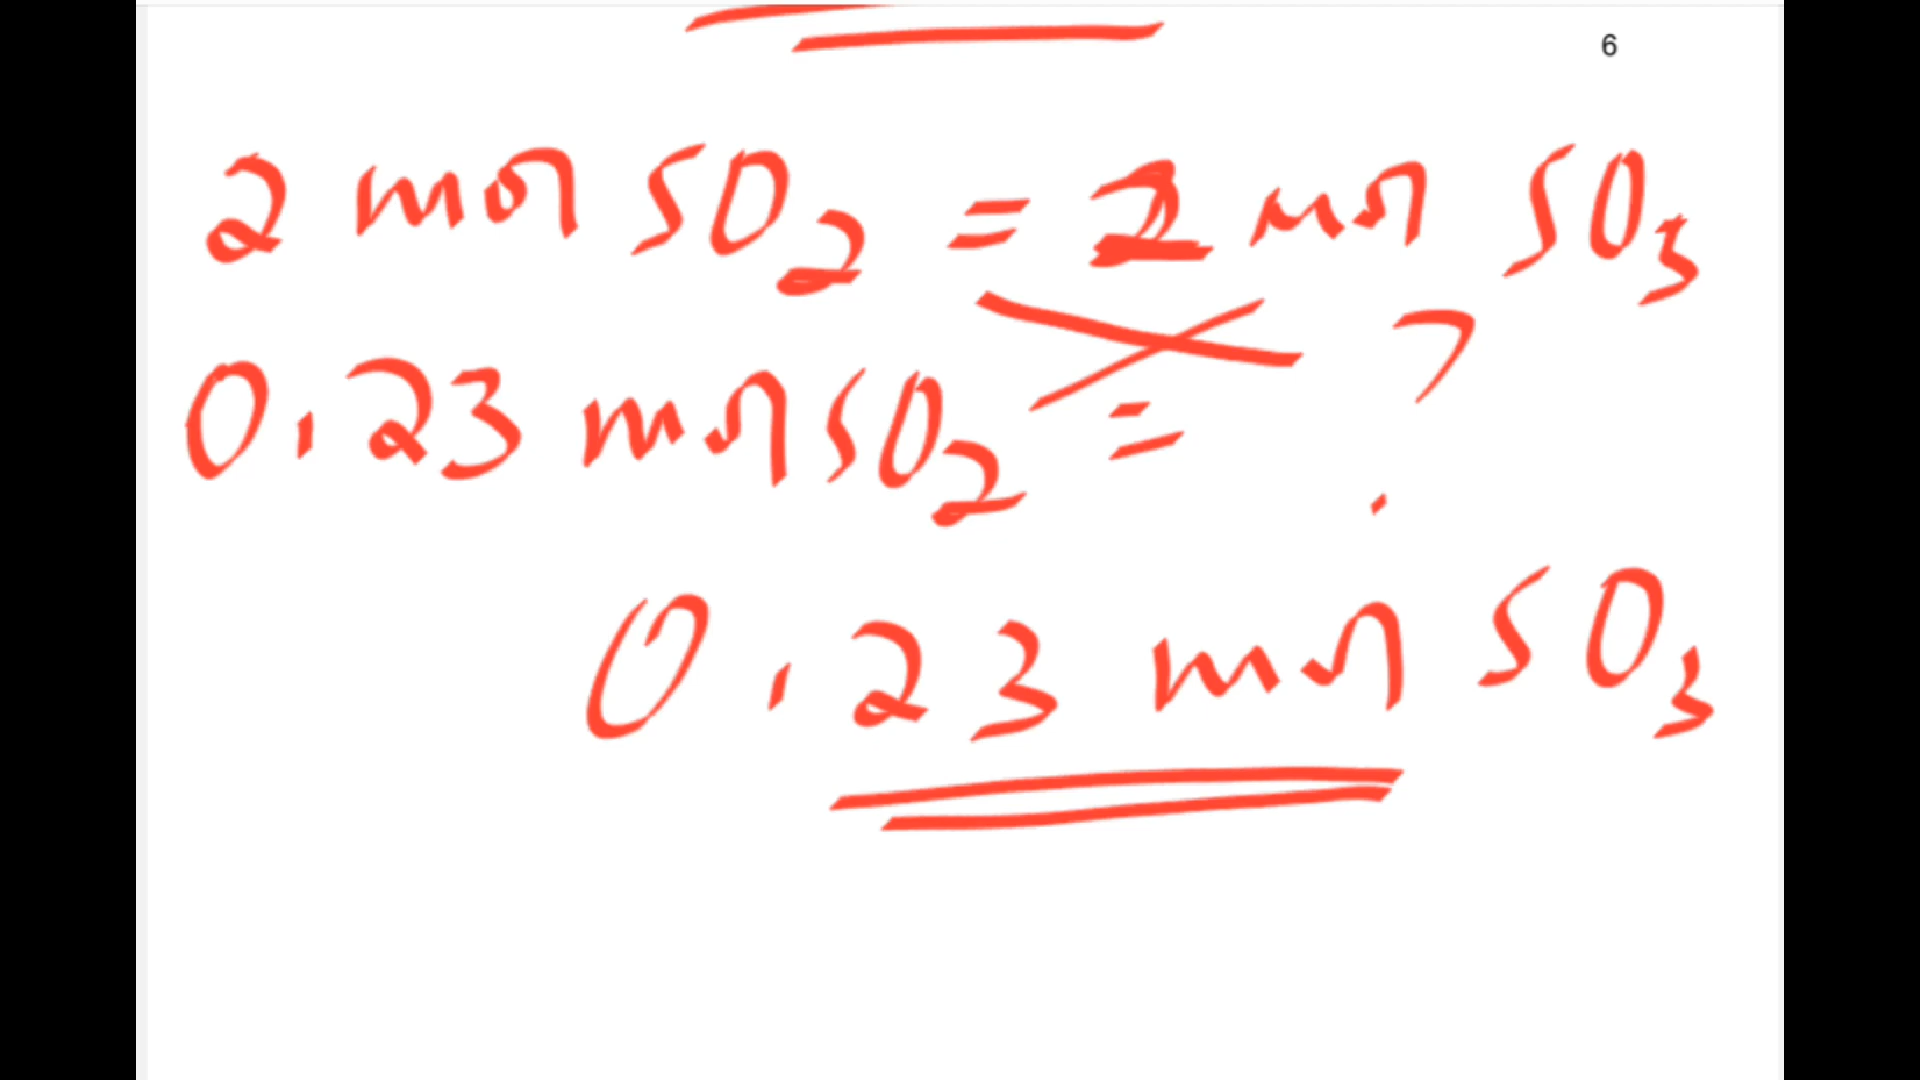 6
2 mol SO2 = 2 mol SO3
0.23 mol SO2 = ?
0.23 mol SO3